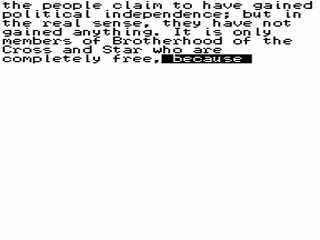 the people claim to have gained
political independence; but in
the real sense, they have not
gained anything. It is only
members of Brotherhood of the
Cross and Star who are
completely free, because